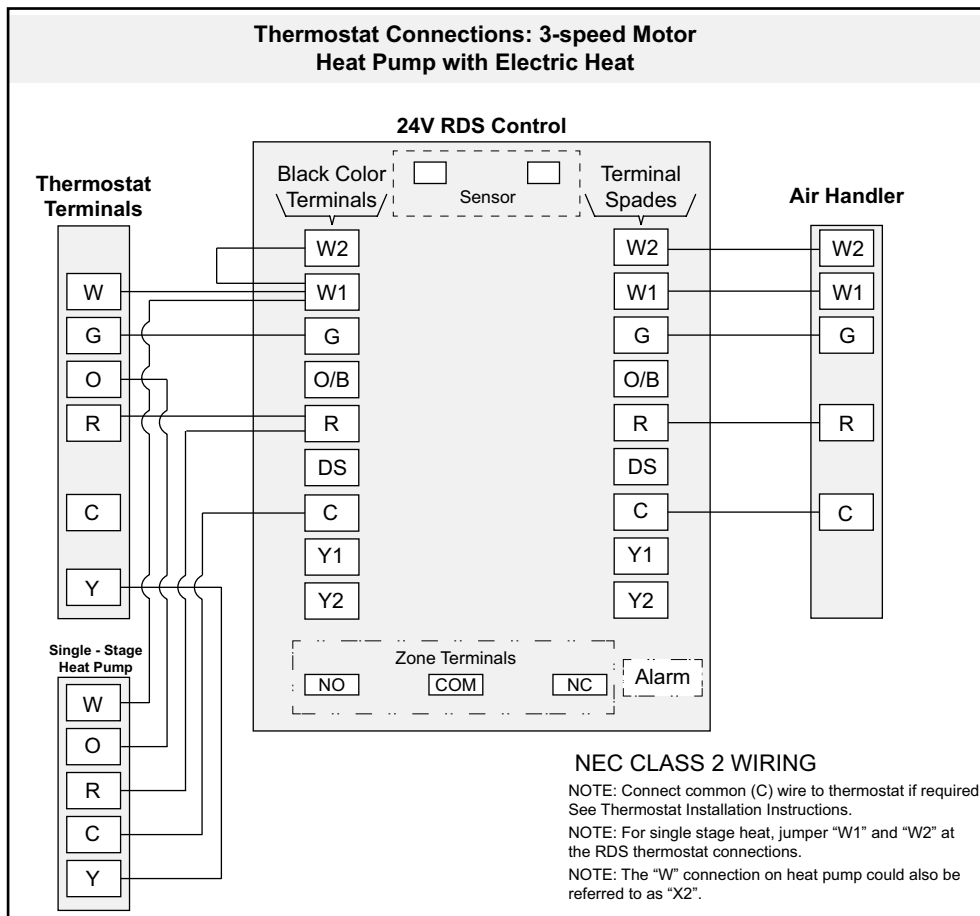 Thermostat Connections: 3-speed Motor
Heat Pump with Electric Heat
24V RDS Control
Thermostat
Terminals
Black Color
Terminals
Sensor
Terminal
Spades
Air Handler
W
G
O
R
C
Y
W2
W1
G
O/B
R
DS
C
Y1
Y2
W2
W1
G
O/B
R
DS
C
Y1
Y2
W2
W1
G
R
C
Single - Stage
Heat Pump
W
O
R
C
Y
Zone Terminals
NO
COM
NC
Alarm
NEC CLASS 2 WIRING
NOTE: Connect common (C) wire to thermostat if required
See Thermostat Installation Instructions.
NOTE: For single stage heat, jumper “W1” and “W2” at
the RDS thermostat connections.
NOTE: The “W” connection on heat pump could also be
referred to as “X2”.